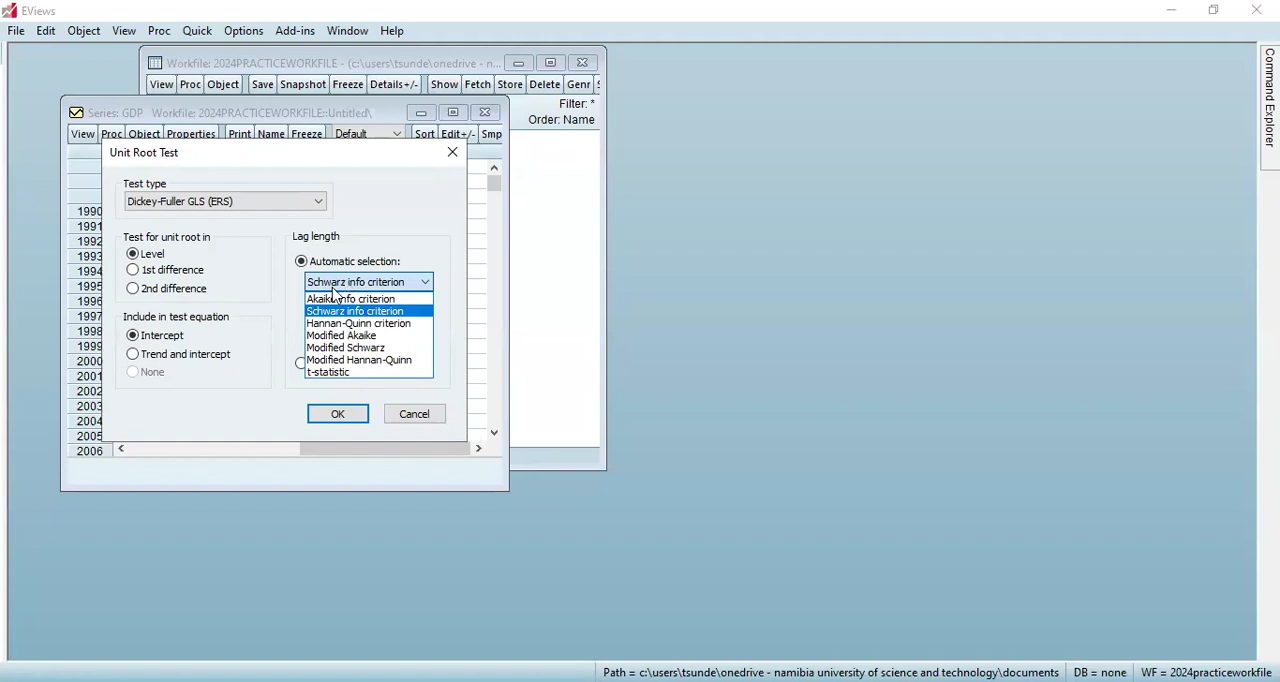 EViews
File Edit Object View Proc Quick Options Add-ins Window Help
Workfile: 2024PRACTICEWORKFILE - (c:\users\tsunde\onedrive - n...
View Proc Object Save Snapshot Freeze Details+/- Show Fetch Store Delete Genr
Filter: *
Order: Name
Series: GDP Workfile: 2024PRACTICEWORKFILE::Untitled\
View Proc Object Properties Print Name Freeze Default Sort Edit+/- Smp
Unit Root Test
Test type
Dickey-Fuller GLS (ERS)
Test for unit root in
Level
1st difference
2nd difference
Include in test equation
Intercept
Trend and intercept
None
Lag length
Automatic selection:
Schwarz info criterion
Akaike info criterion
Schwarz info criterion
Hannan-Quinn criterion
Modified Akaike
Modified Schwarz
Modified Hannan-Quinn
t-statistic
OK Cancel
1990
1991
1992
1993
1994
1995
1996
1997
1998
1999
2000
2001
2002
2003
2004
2005
2006
Command Explorer
Path = c:\users\tsunde\onedrive - namibia university of science and technology\documents DB = none WF = 2024practiceworkfile